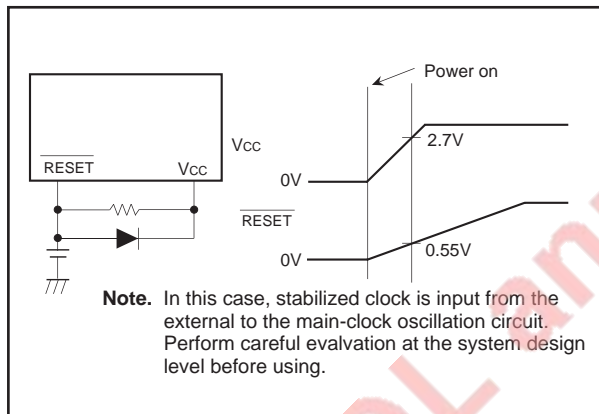 Power on
VCC
2.7V
RESET
VCC
0V
RESET
0.55V
0V
Note. In this case, stabilized clock is input from the
external to the main-clock oscillation circuit.
Perform careful evalvation at the system design
level before using.